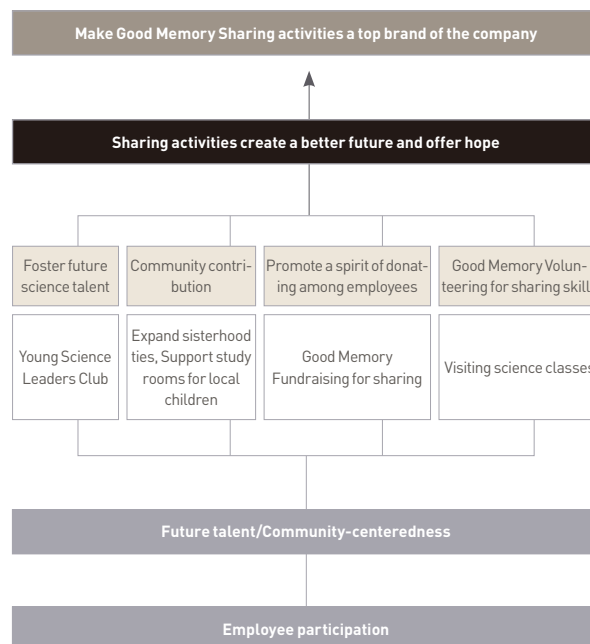 Make Good Memory Sharing activities a top brand of the company
Sharing activities create a better future and offer hope
Foster future
science talent
Community contri-
bution
Promote a spirit of donat-
ing among employees
Good Memory Volun-
teering for sharing skill
Young Science
Leaders Club
Expand sisterhood
ties, Support study
rooms for local
children
Good Memory
Fundraising for sharing
Visiting science classes
Future talent/Community-centeredness
Employee participation